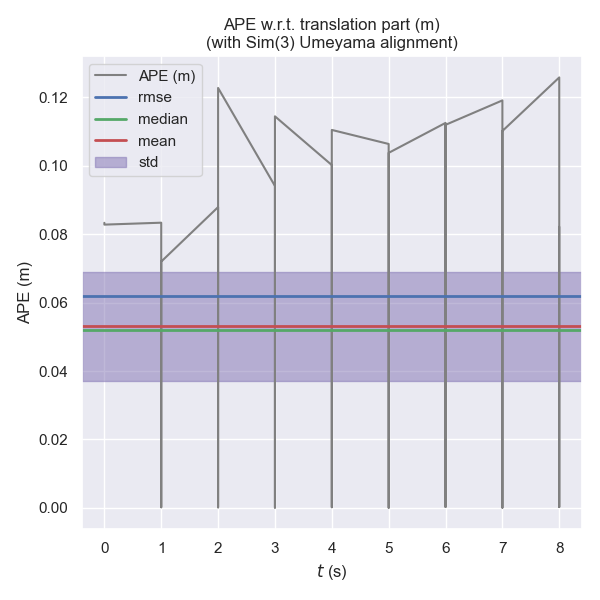 APE w.r.t. translation part (m)
(with Sim(3) Umeyama alignment)
APE (m)
rmse
median
mean
std
0.12
0.10
0.08
0.06
0.04
0.02
0.00
APE (m)
0 1 2 3 4 5 6 7 8
t (s)